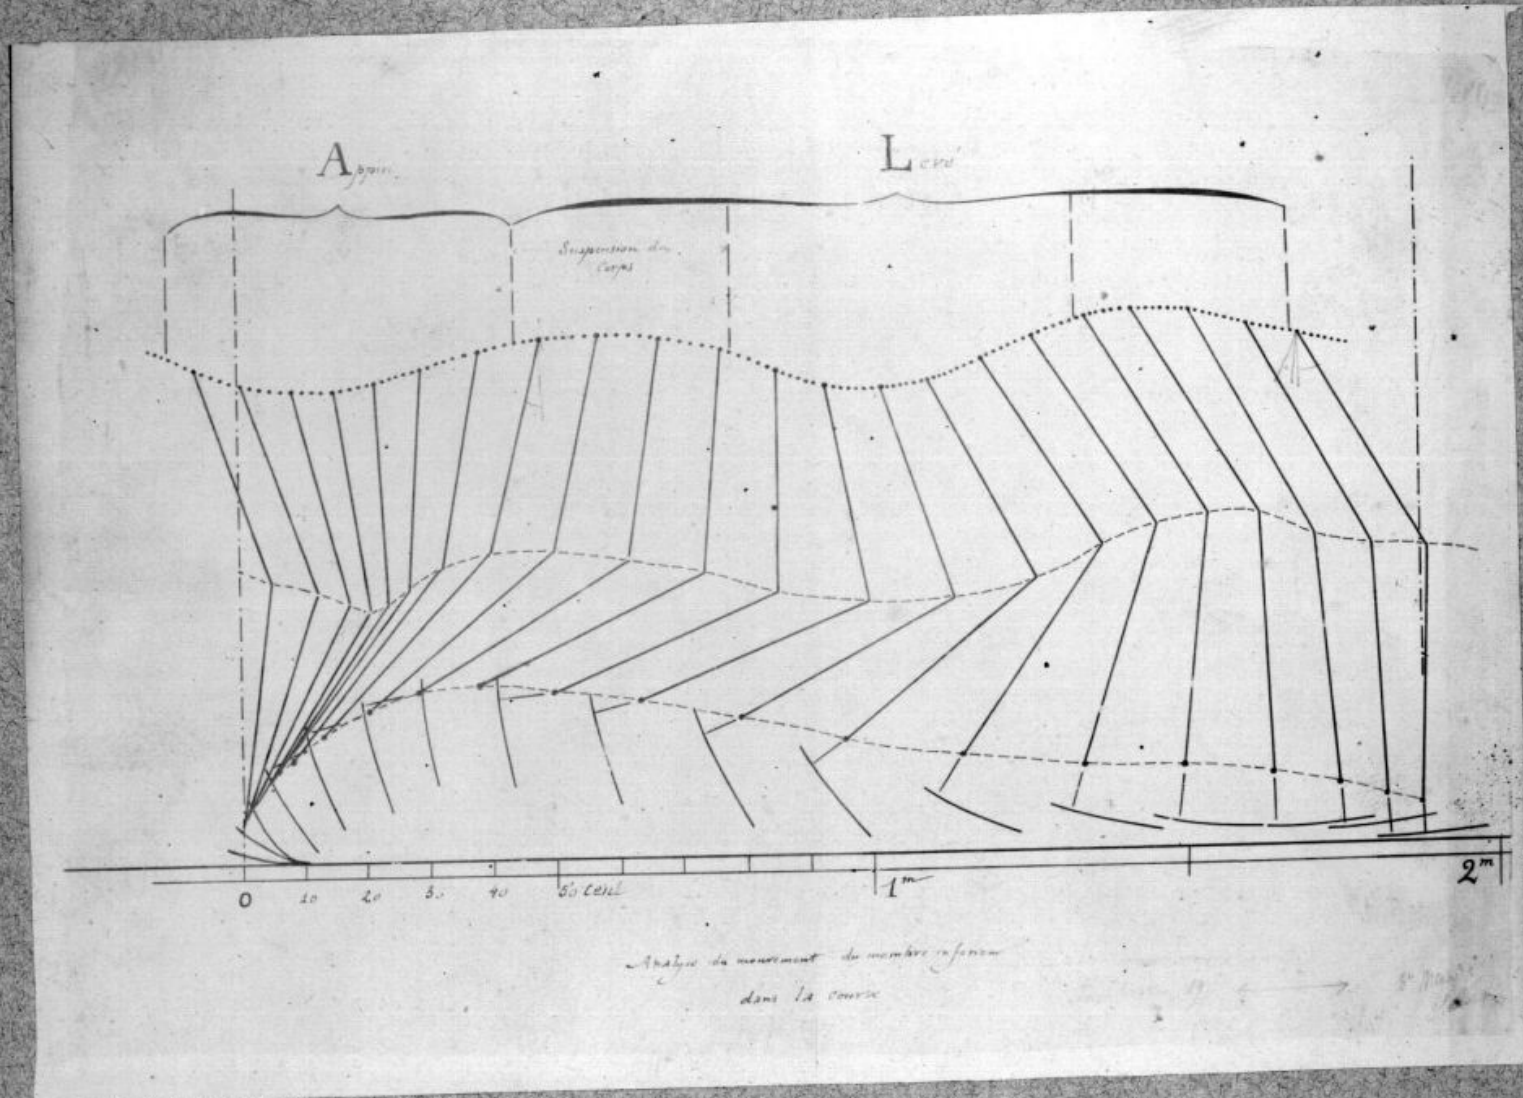 Appui.
Levé
Suspension du
Corps
0 10 20 30 40 50 cent 1m 2m
Analyse du mouvement du membre inférieur
dans la course